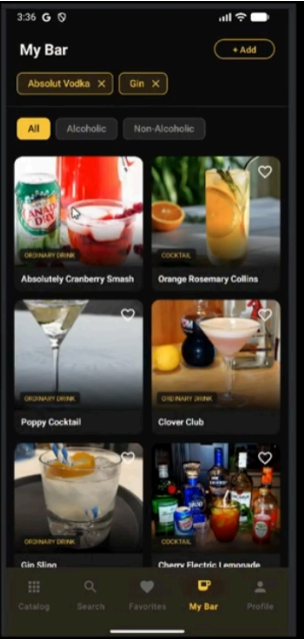 3:36 G
My Bar
+ Add
Absolut Vodka ×
Gin ×
All
Alcoholic
Non-Alcoholic
CANADA
DRY
ORDINARY DRINK
COCKTAIL
Absolutely Cranberry Smash
Orange Rosemary Collins
ORDINARY DRINK
ORDINARY DRINK
Poppy Cocktail
Clover Club
ORDINARY DRINK
COCKTAIL
Gin Sling
Cherry Electric Lemonade
Catalog
Search
Favorites
My Bar
Profile